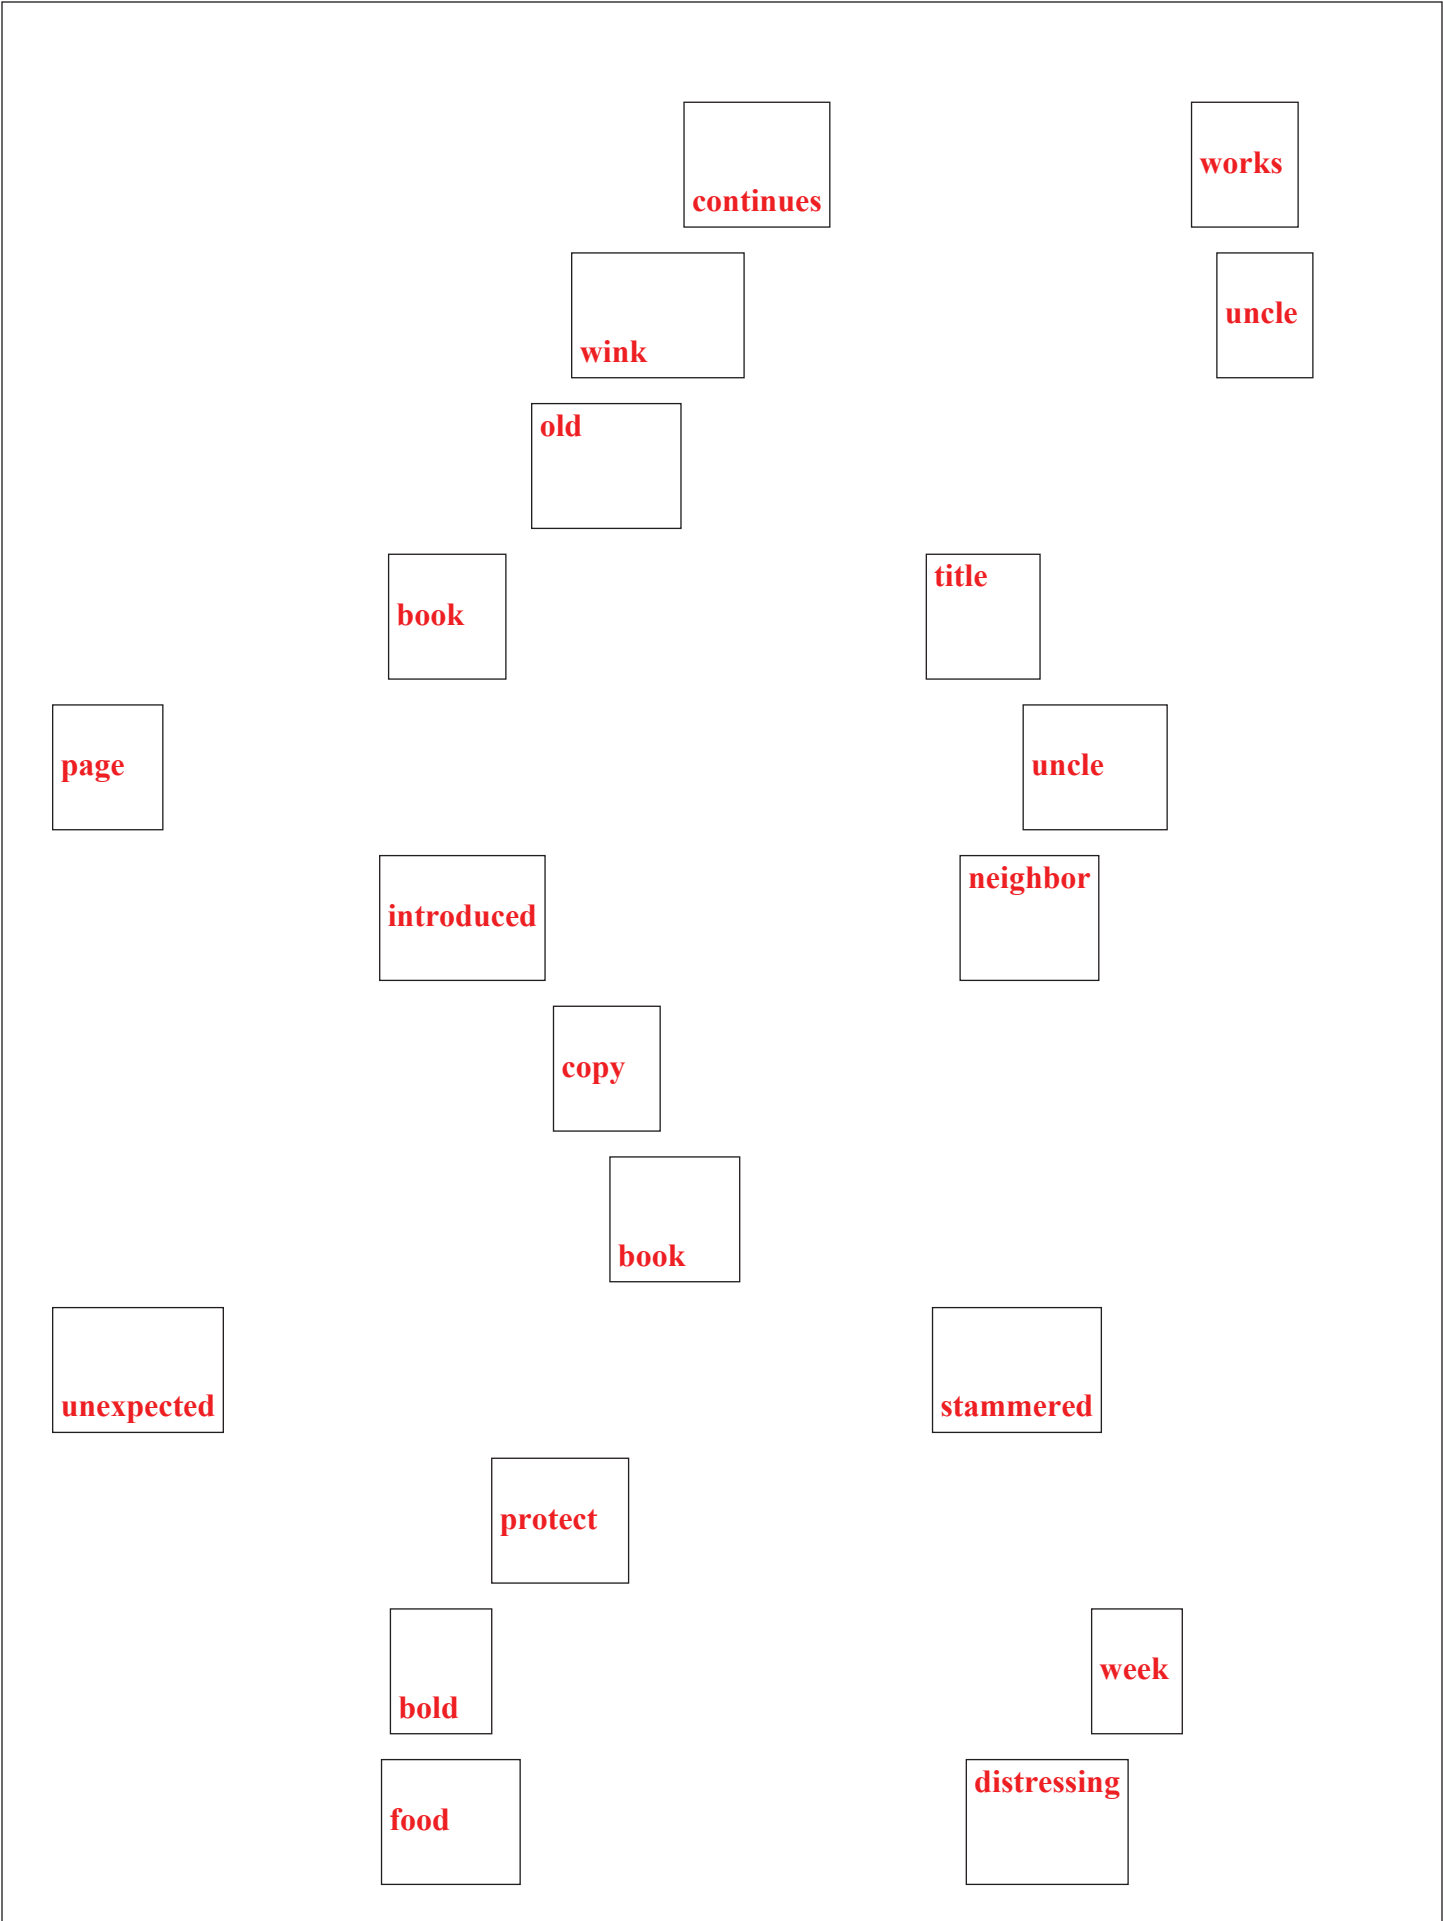 continues works
wink uncle
old
book title
page uncle
introduced neighbor
copy
book
unexpected stammered
protect
bold week
food distressing